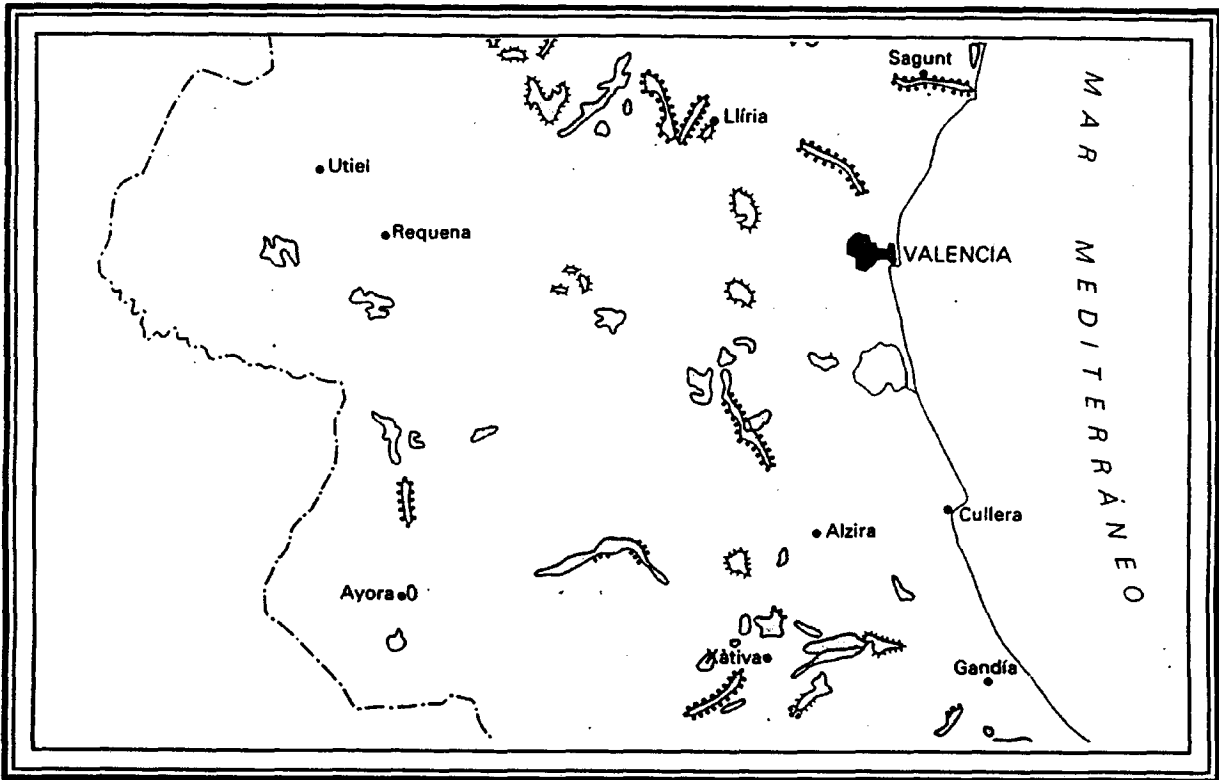 Sagunt
Llíria
Utiel
Requena
VALENCIA
MAR MEDITERRÁNEO
Cullera
Alzira
Ayora
Xàtiva
Gandía